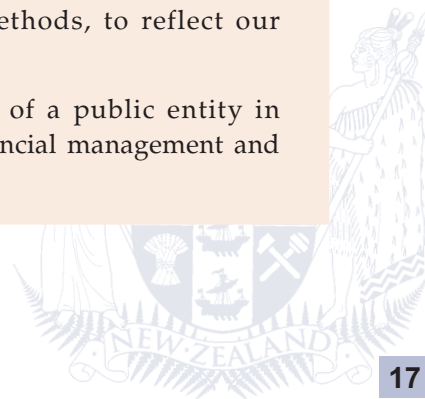 ethods, to reflect our
of a public entity in
ncial management and
NEW ZEALAND
17